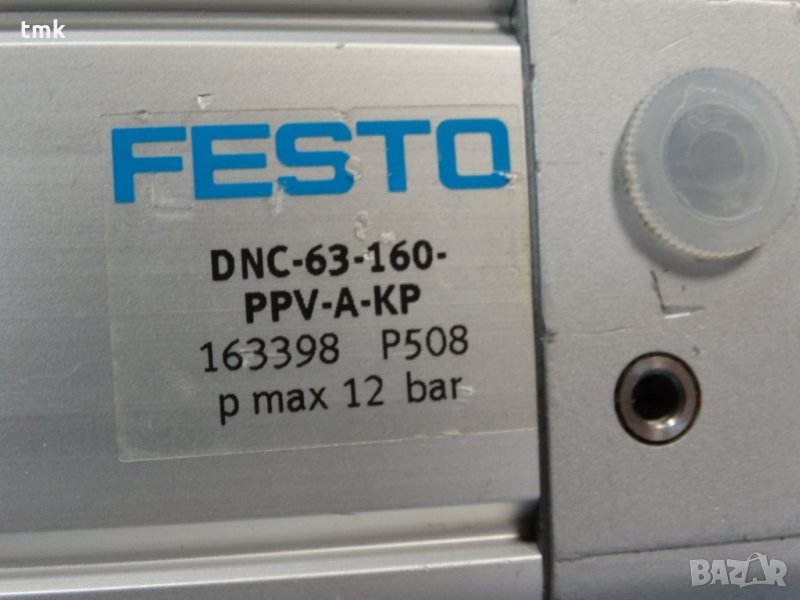 tmk
FESTO
DNC-63-160-
PPV-A-KP
163398 P508
p max 12 bar
BAZAR